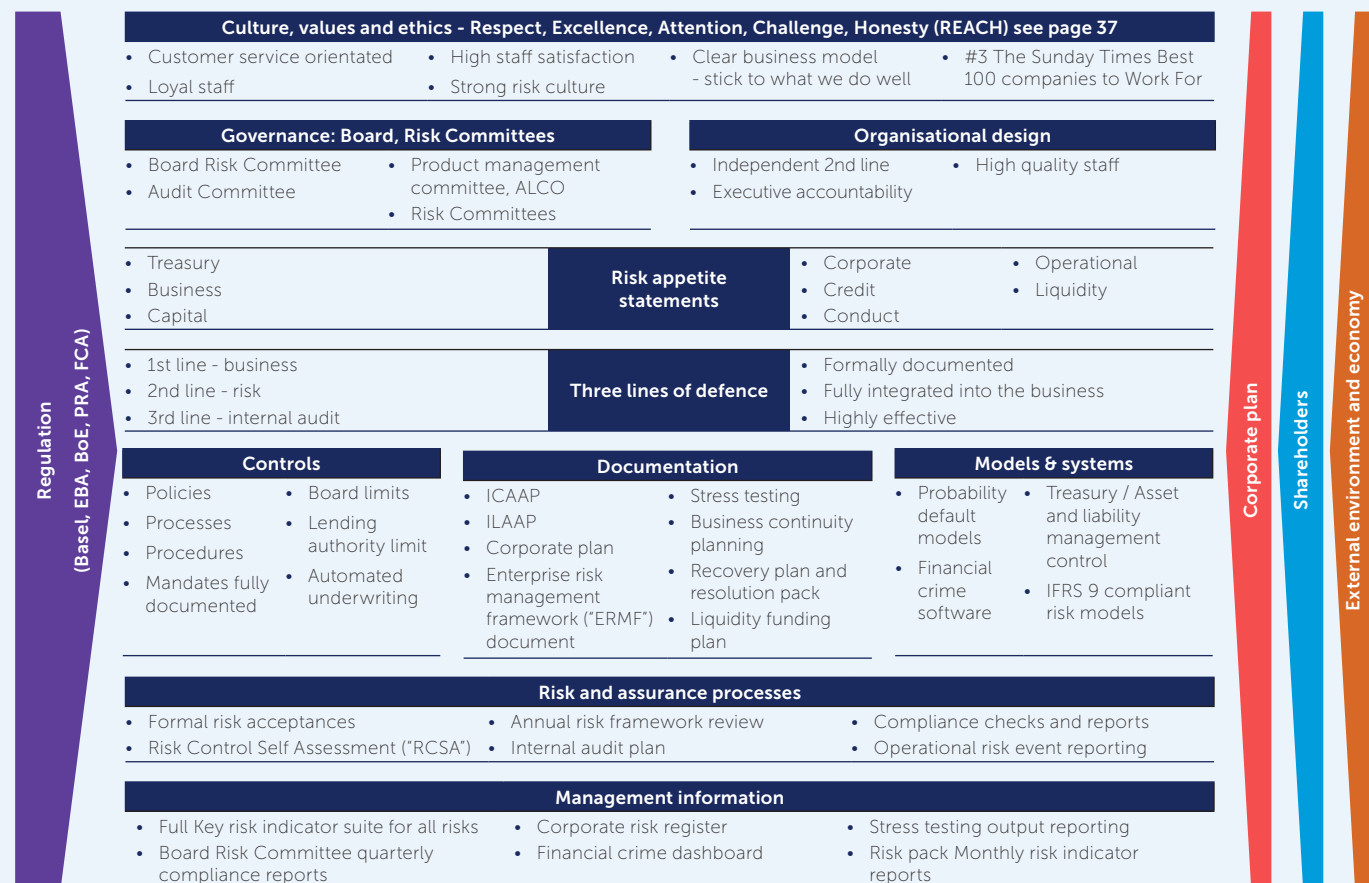 Culture, values and ethics - Respect, Excellence, Attention, Challenge, Honesty (REACH) see page 37
• Customer service orientated
• Loyal staff
• High staff satisfaction
• Strong risk culture
• Clear business model
- stick to what we do well
• #3 The Sunday Times Best
100 companies to Work For
Governance: Board, Risk Committees
• Board Risk Committee
• Audit Committee
• Product management
committee, ALCO
• Risk Committees
Organisational design
• Independent 2nd line
• Executive accountability
• High quality staff
• Treasury
• Business
• Capital
Risk appetite
statements
• Corporate
• Credit
• Conduct
• Operational
• Liquidity
• 1st line - business
• 2nd line - risk
• 3rd line - internal audit
Three lines of defence
• Formally documented
• Fully integrated into the business
• Highly effective
Controls
• Policies
• Processes
• Procedures
• Mandates fully
documented
• Board limits
• Lending
authority limit
• Automated
underwriting
Documentation
• ICAAP
• ILAAP
• Corporate plan
• Enterprise risk
management
framework (“ERMF”)
document
• Stress testing
• Business continuity
planning
• Recovery plan and
resolution pack
• Liquidity funding
plan
Models & systems
• Probability
default
models
• Financial
crime
software
• Treasury / Asset
and liability
management
control
• IFRS 9 compliant
risk models
Risk and assurance processes
• Formal risk acceptances
• Risk Control Self Assessment (“RCSA”)
• Annual risk framework review
• Internal audit plan
• Compliance checks and reports
• Operational risk event reporting
Management information
• Full Key risk indicator suite for all risks
• Board Risk Committee quarterly
compliance reports
• Corporate risk register
• Financial crime dashboard
• Stress testing output reporting
• Risk pack Monthly risk indicator
reports
Regulation
(Basel, EBA, BoE, PRA, FCA)
Corporate plan
Shareholders
External environment and economy